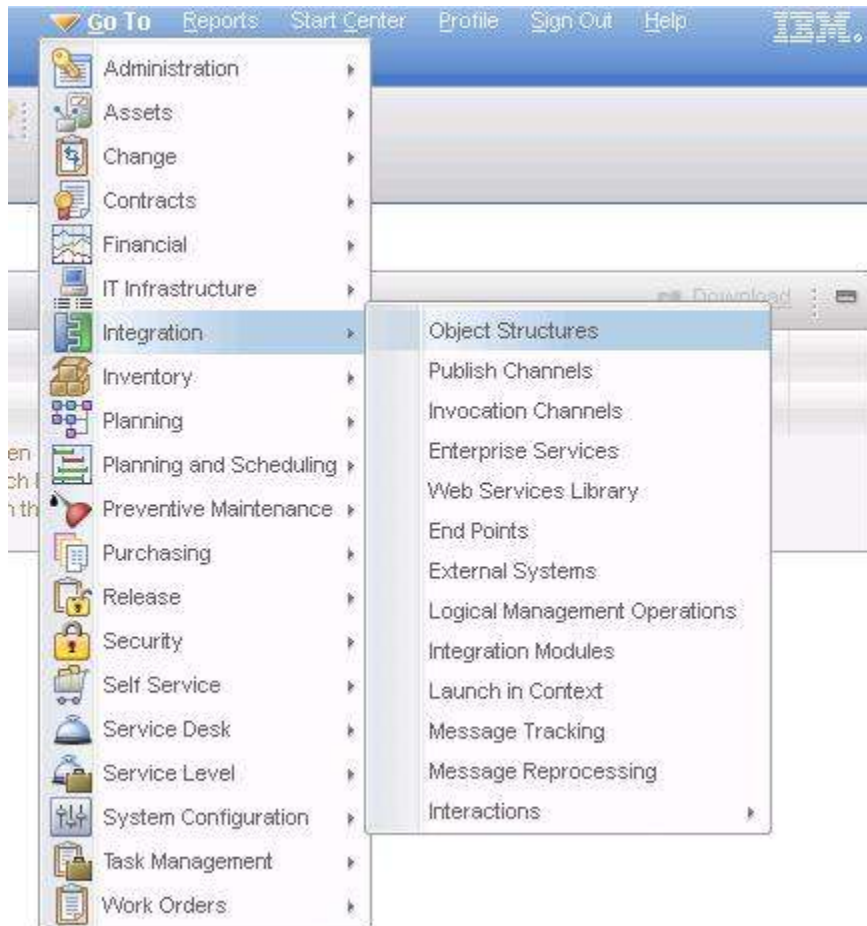 Go To Reports Start Center Profile Sign Out Help IBM.
Administration
Assets
Change
Contracts
Financial
IT Infrastructure
Download
Integration
Object Structures
Inventory
Publish Channels
Planning
Invocation Channels
Planning and Scheduling
Enterprise Services
Preventive Maintenance
Web Services Library
Purchasing
End Points
Release
External Systems
Security
Logical Management Operations
Self Service
Integration Modules
Service Desk
Launch in Context
Service Level
Message Tracking
System Configuration
Message Reprocessing
Task Management
Interactions
Work Orders